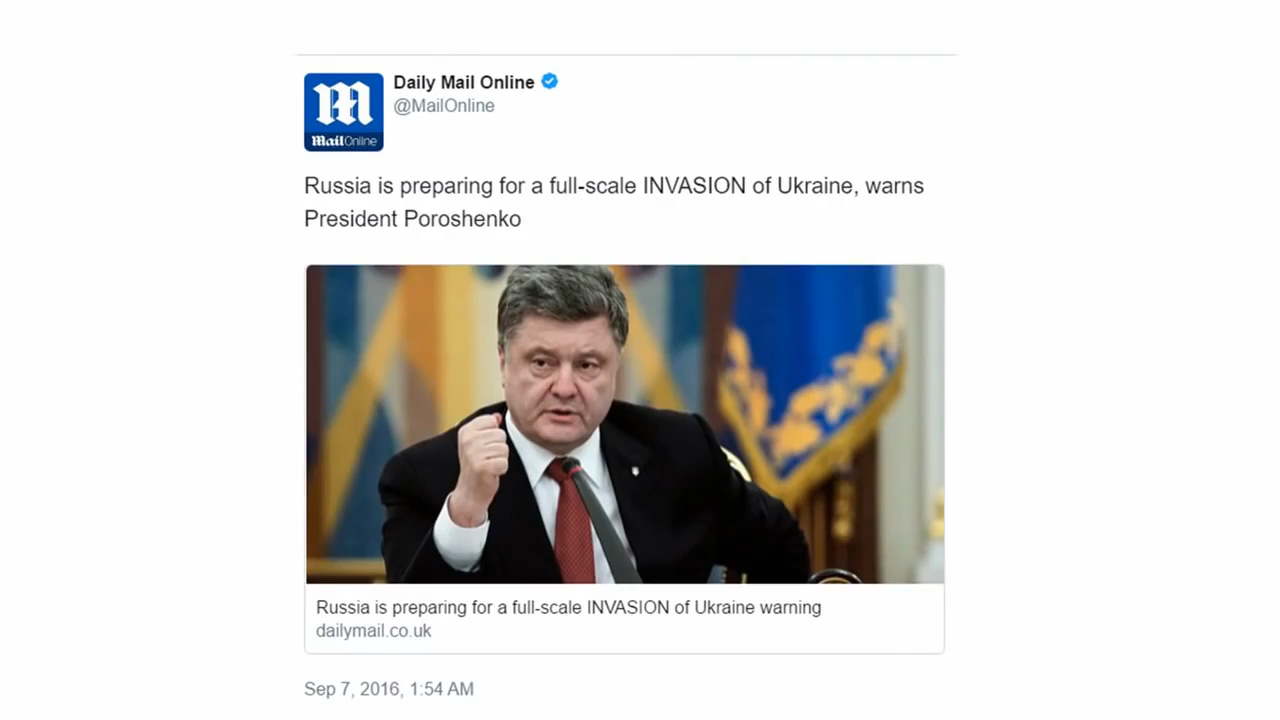 Daily Mail Online
@MailOnline
M
MailOnline
Russia is preparing for a full-scale INVASION of Ukraine, warns
President Poroshenko
Russia is preparing for a full-scale INVASION of Ukraine warning
dailymail.co.uk
Sep 7, 2016, 1:54 AM